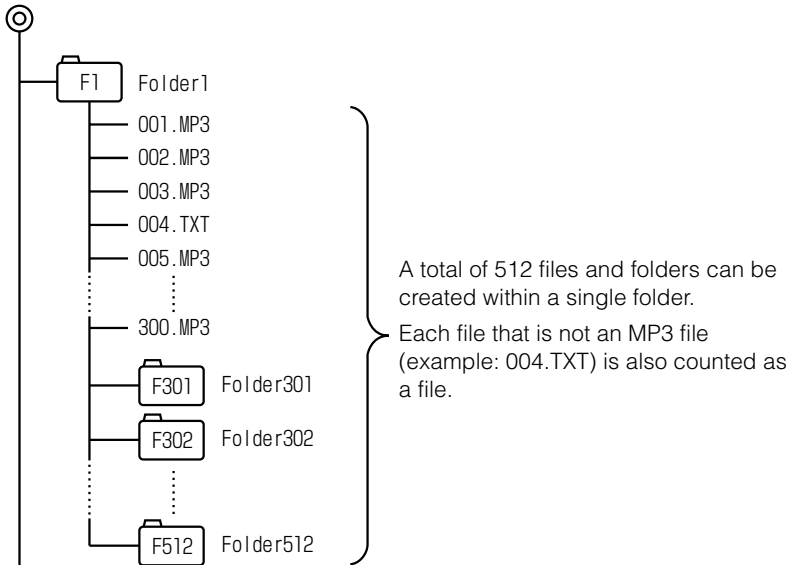 F1 Folder1
001.MP3
002.MP3
003.MP3
004.TXT
005.MP3
300.MP3
F301 Folder301
F302 Folder302
F512 Folder512
A total of 512 files and folders can be
created within a single folder.
Each file that is not an MP3 file
(example: 004.TXT) is also counted as
a file.